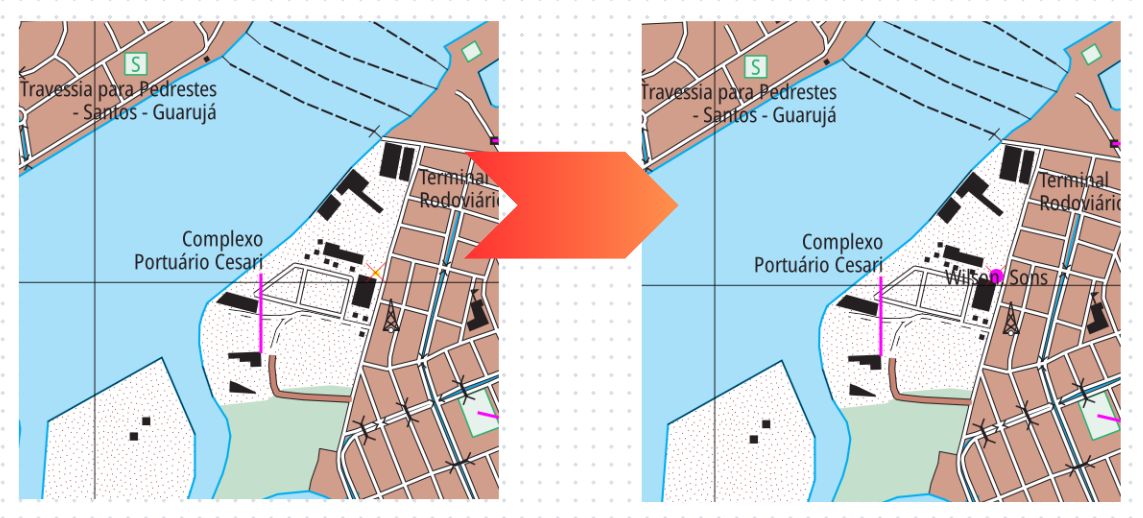 S
Travessia para Pedrestes
- Santos - Guarujá
Terminal
Rodoviário
Complexo
Portuário Cesari
S
Travessia para Pedrestes
- Santos - Guarujá
Terminal
Rodoviário
Complexo
Portuário Cesari
Wilson, Sons